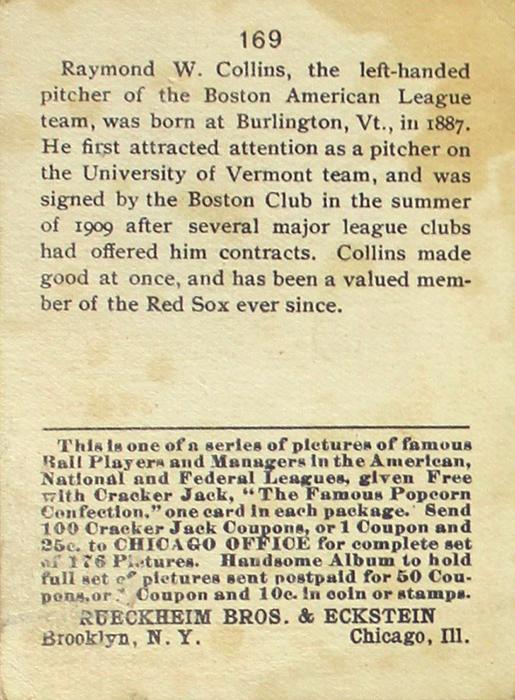 169
Raymond W. Collins, the left-handed
pitcher of the Boston American League
team, was born at Burlington, Vt., in 1887.
He first attracted attention as a pitcher on
the University of Vermont team, and was
signed by the Boston Club in the summer
of 1909 after several major league clubs
had offered him contracts. Collins made
good at once, and has been a valued mem-
ber of the Red Sox ever since.
This is one of a series of pictures of famous
Ball Players and Managers in the American,
National and Federal Leagues, given Free
with Cracker Jack, "The Famous Popcorn
Confection," one card in each package. Send
100 Cracker Jack Coupons, or 1 Coupon and
25c. to CHICAGO OFFICE for complete set
of 176 Pictures. Handsome Album to hold
full set of pictures sent postpaid for 50 Cou-
pons, or Coupon and 10c. in coin or stamps.
RUECKHEIM BROS. & ECKSTEIN
Brooklyn, N. Y. Chicago, Ill.